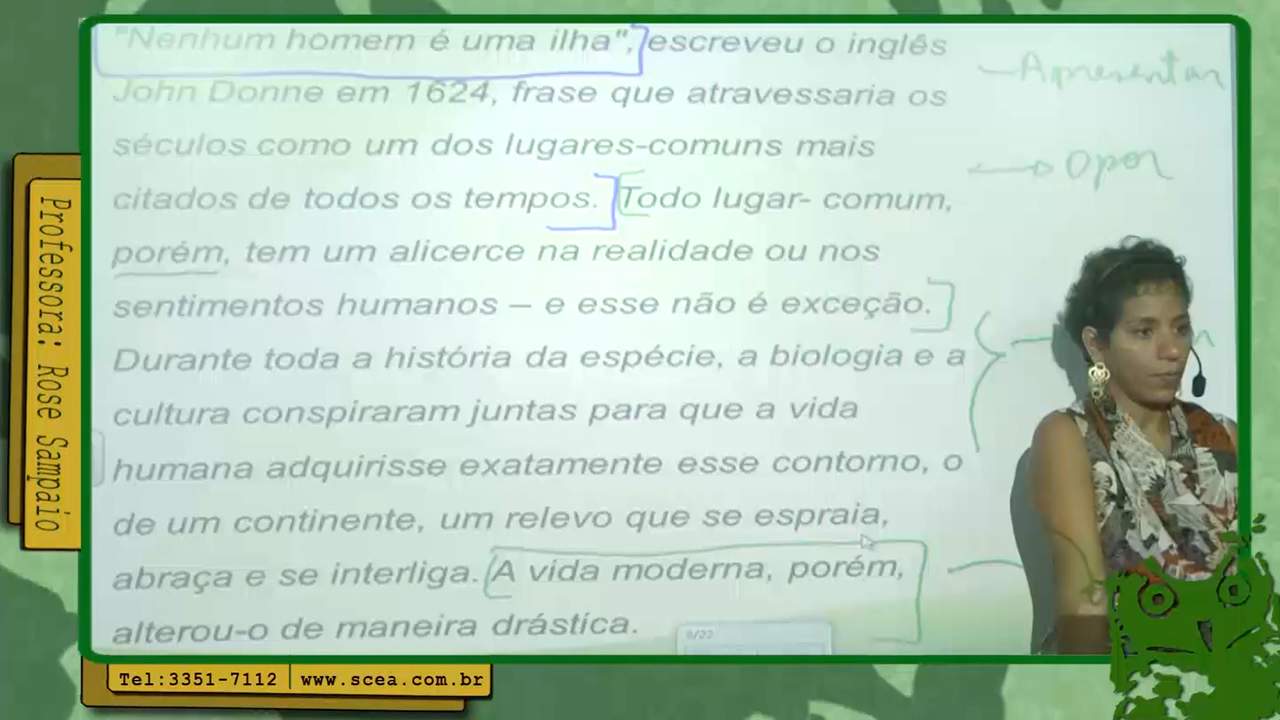 "Nenhum homem é uma ilha", escreveu o inglês
John Donne em 1624, frase que atravessaria os
séculos como um dos lugares-comuns mais
citados de todos os tempos. Todo lugar- comum,
porém, tem um alicerce na realidade ou nos
sentimentos humanos – e esse não é exceção.
Durante toda a história da espécie, a biologia e a
cultura conspiraram juntas para que a vida
humana adquirisse exatamente esse contorno, o
de um continente, um relevo que se espraia,
abraça e se interliga. A vida moderna, porém,
alterou-o de maneira drástica.
Apresentar
Opor
Professora: Rose Sampaio
8/22
Tel:3351-7112 | www.scea.com.br